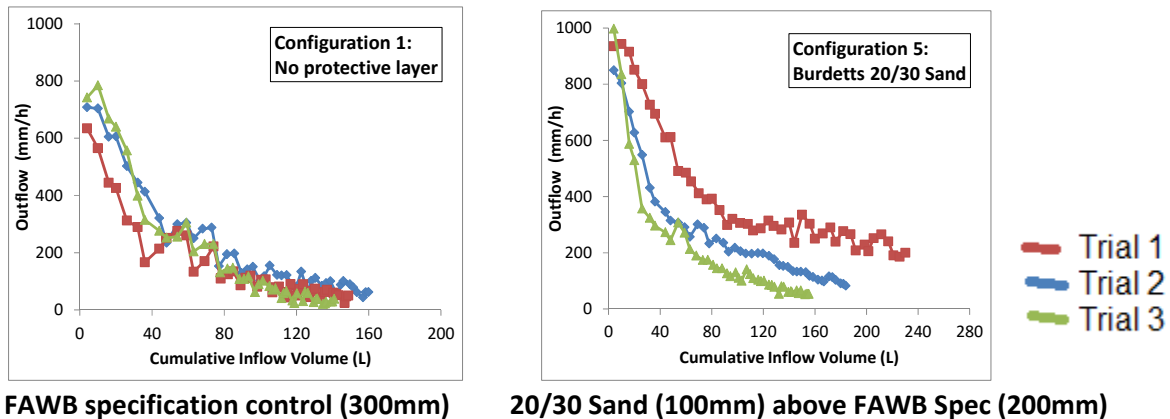 Configuration 1:
No protective layer
Outflow (mm/h)
1000
800
600
400
200
0
0 40 80 120 160 200
Cumulative Inflow Volume (L)
Configuration 5:
Burdetts 20/30 Sand
Outflow (mm/h)
1000
800
600
400
200
0
0 40 80 120 160 200 240 280
Cumulative Inflow Volume (L)
Trial 1
Trial 2
Trial 3
FAWB specification control (300mm)
20/30 Sand (100mm) above FAWB Spec (200mm)